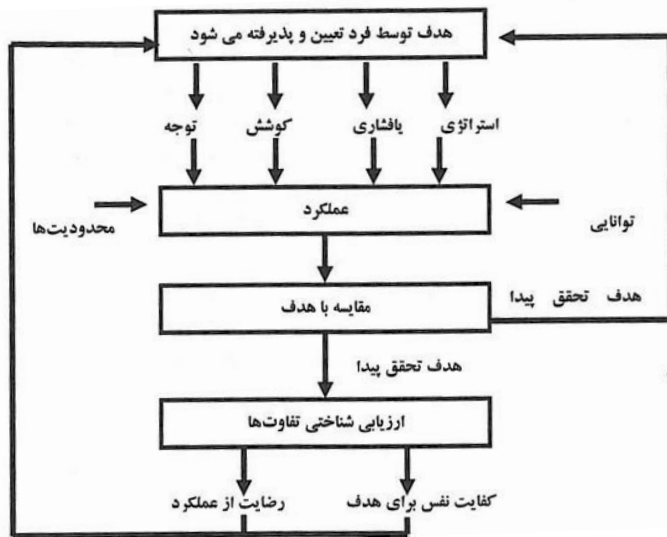 هدف توسط فرد تعیین و پذیرفته می شود
استراتژی
یافشاری
کوشش
توجه
توانایی
عملکرد
محدودیت‌ها
هدف تحقق پیدا
مقایسه با هدف
هدف تحقق پیدا
ارزیابی شناختی تفاوت‌ها
کفایت نفس برای هدف
رضایت از عملکرد